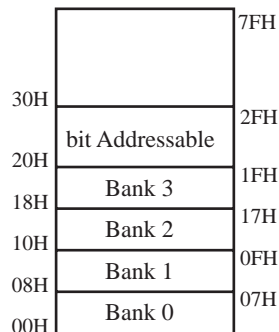 7FH
30H
2FH
bit Addressable
20H
1FH
Bank 3
18H
17H
Bank 2
10H
0FH
Bank 1
08H
07H
Bank 0
00H